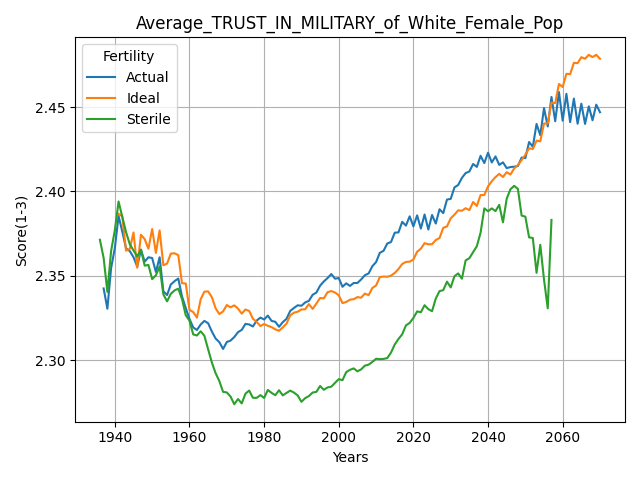 Average_TRUST_IN_MILITARY_of_White_Female_Pop
Fertility
Actual
Ideal
Sterile
Score(1-3)
2.45
2.40
2.35
2.30
1940 1960 1980 2000 2020 2040 2060
Years